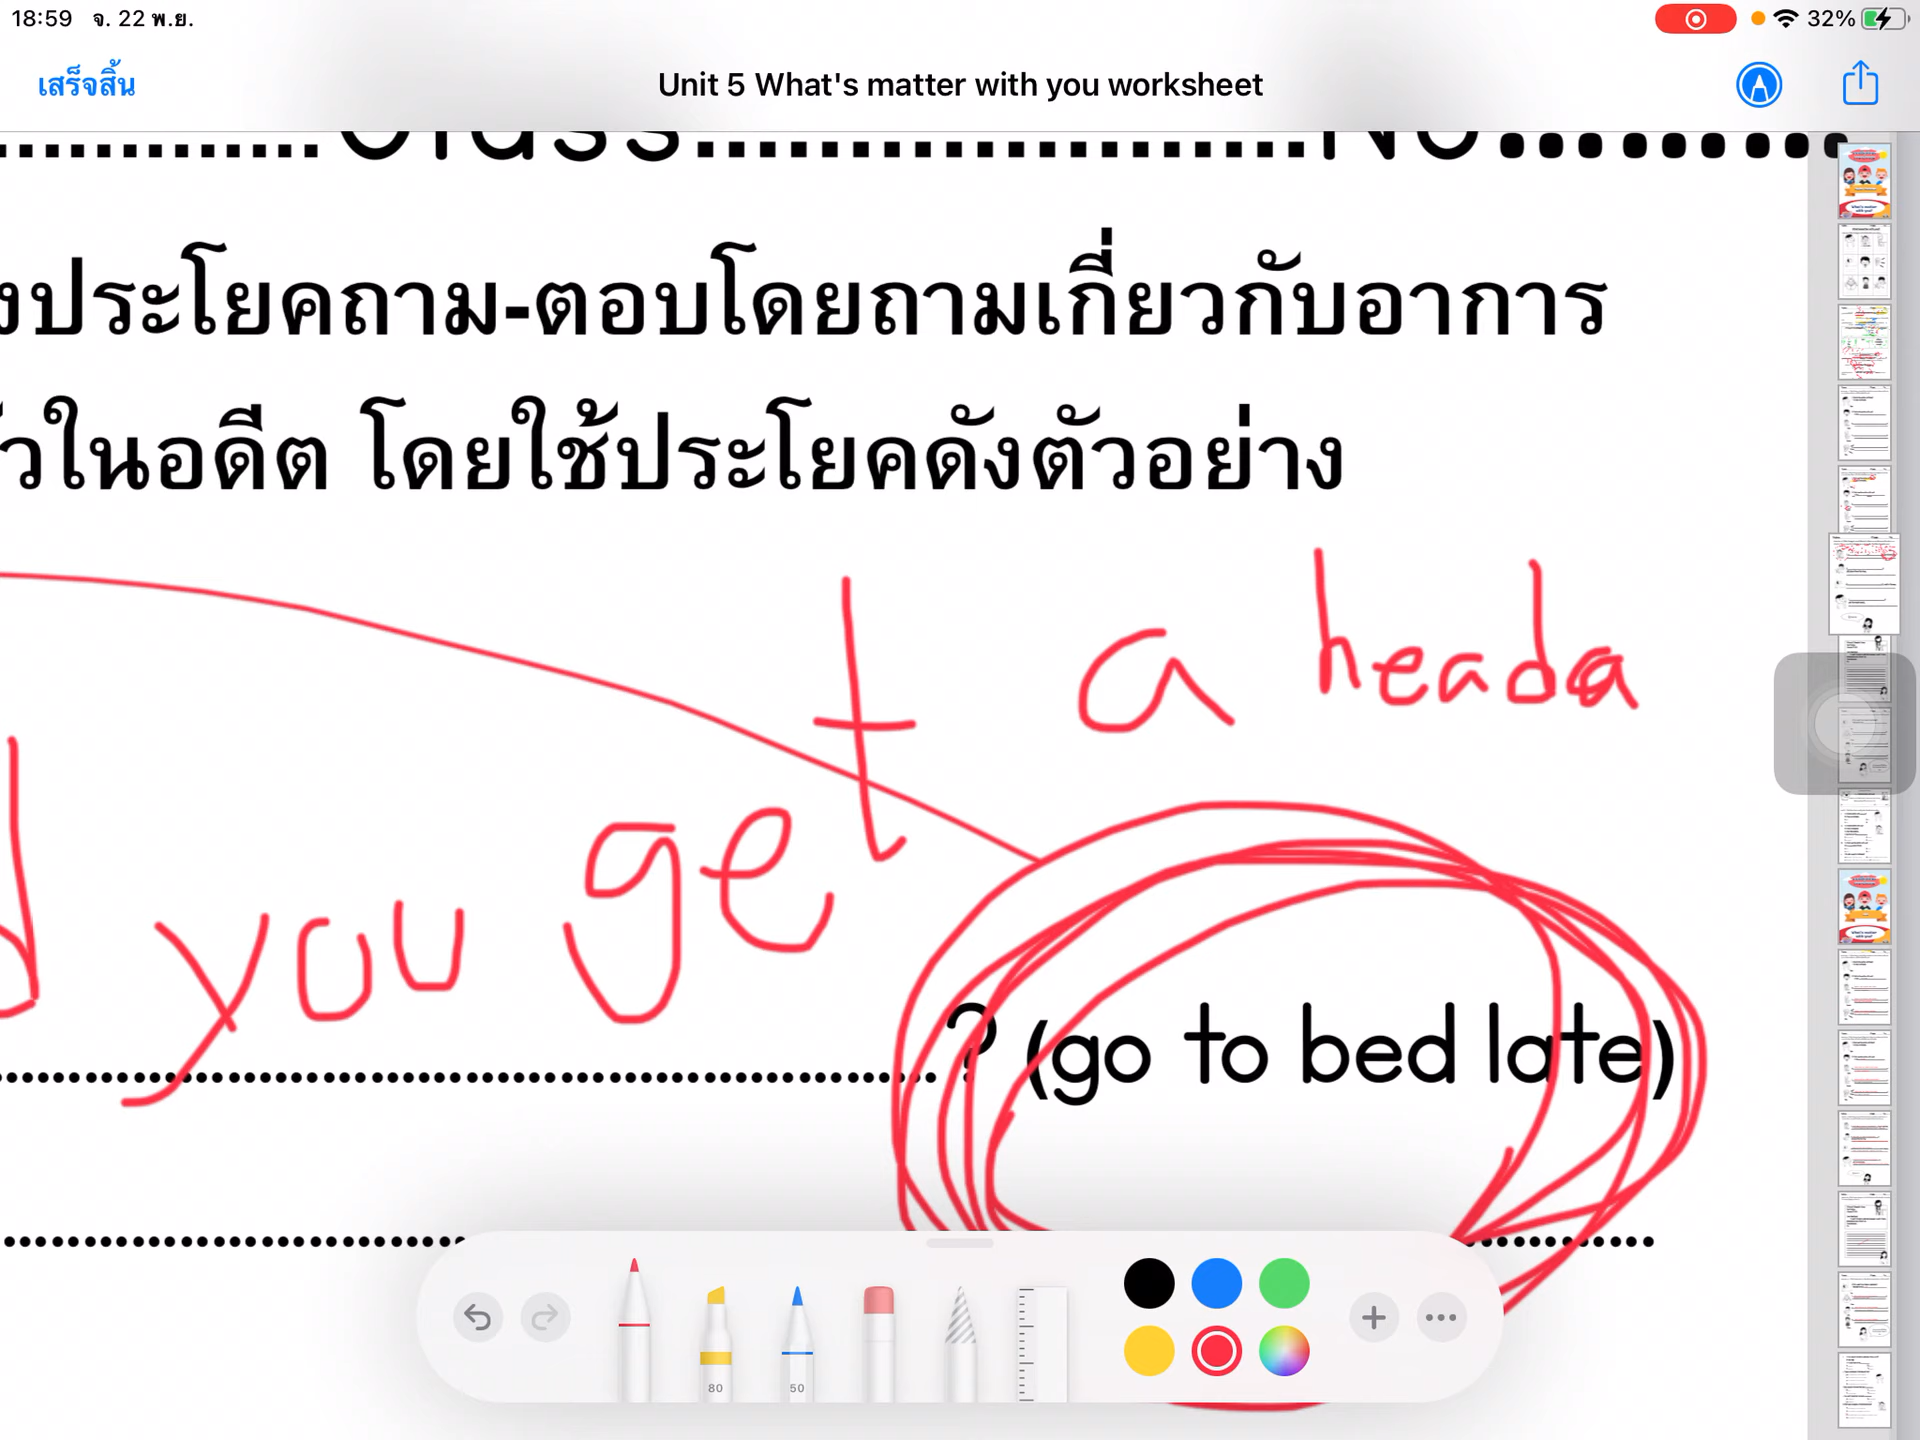 18:59 จ. 22 พ.ย. 32%
เสร็จสิ้น Unit 5 What's matter with you worksheet
Class No
งประโยคถาม-ตอบโดยถามเกี่ยวกับอาการ
ัวในอดีต โดยใช้ประโยคดังตัวอย่าง
d you get a heada
? (go to bed late)
80 50